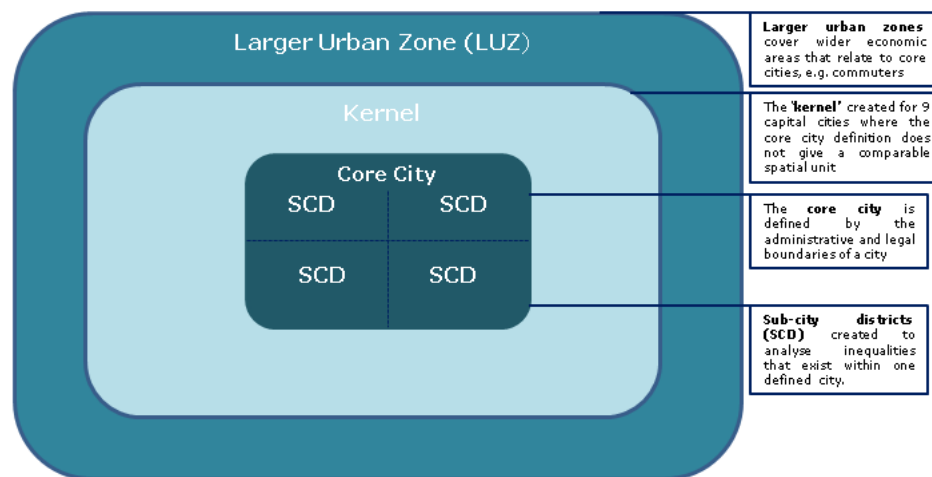 Larger Urban Zone (LUZ)
Kernel
Core City
SCD SCD
SCD SCD
Larger urban zones
cover wider economic
areas that relate to core
cities, e.g. commuters
The 'kernel' created for 9
capital cities where the
core city definition does
not give a comparable
spatial unit
The core city is
defined by the
administrative and legal
boundaries of a city
Sub-city districts
(SCD) created to
analyse inequalities
that exist within one
defined city.